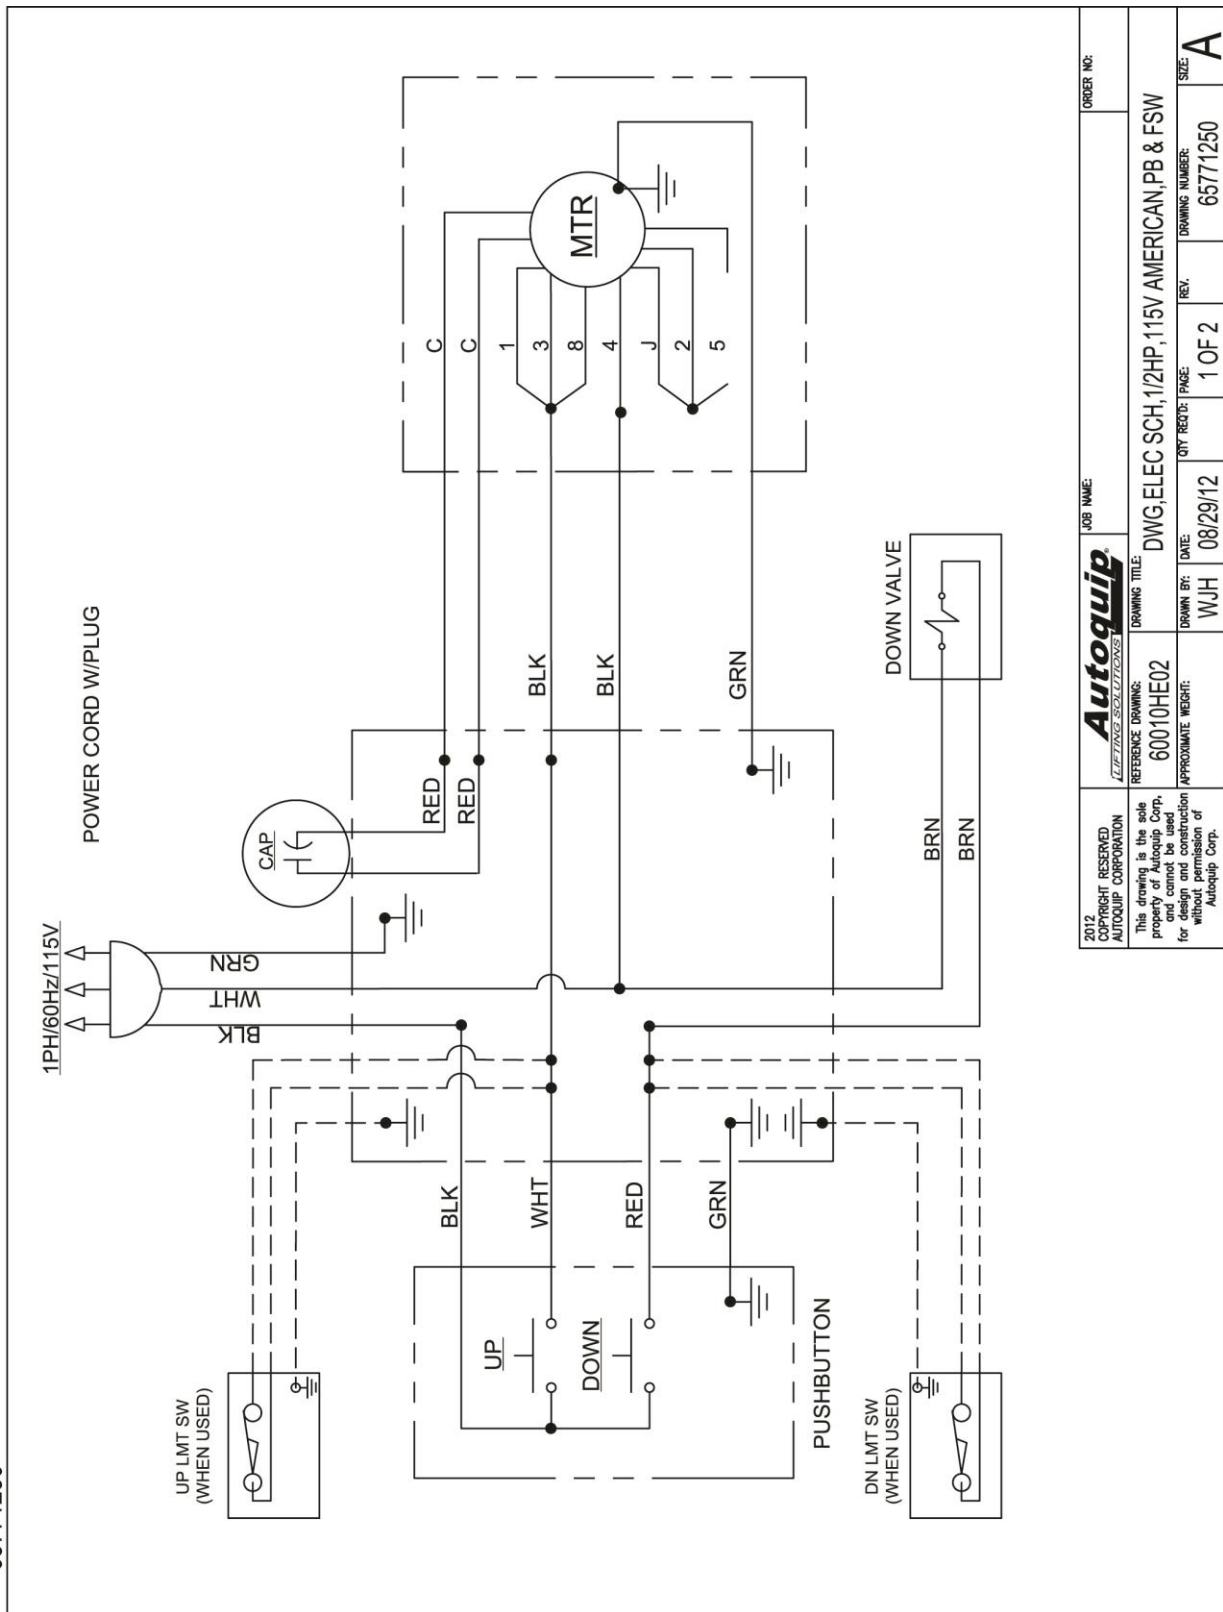 POWER CORD W/PLUG
1PH/60Hz/115V
BLK
WHT
GRN
CAP
RED
RED
C
C
1
3
8
4
J
2
5
MTR
BLK
BLK
GRN
DOWN VALVE
BRN
BRN
UP LMT SW
(WHEN USED)
BLK
WHT
RED
GRN
UP
DOWN
PUSHBUTTON
DN LMT SW
(WHEN USED)
2012
COPYRIGHT RESERVED
AUTOQUIP CORPORATION
This drawing is the sole
property of Autoquip Corp,
and cannot be used
for design and construction
without permission of
Autoquip Corp.
Autoquip®
LIFTING SOLUTIONS
JOB NAME:
ORDER NO:
REFERENCE DRAWING:
60010HE02
DRAWING TITLE:
DWG,ELEC SCH,1/2HP,115V AMERICAN,PB & FSW
APPROXIMATE WEIGHT:
DRAWN BY:
WJH
DATE:
08/29/12
QTY REQ'D:
PAGE:
1 OF 2
REV.
DRAWING NUMBER:
65771250
SIZE:
A